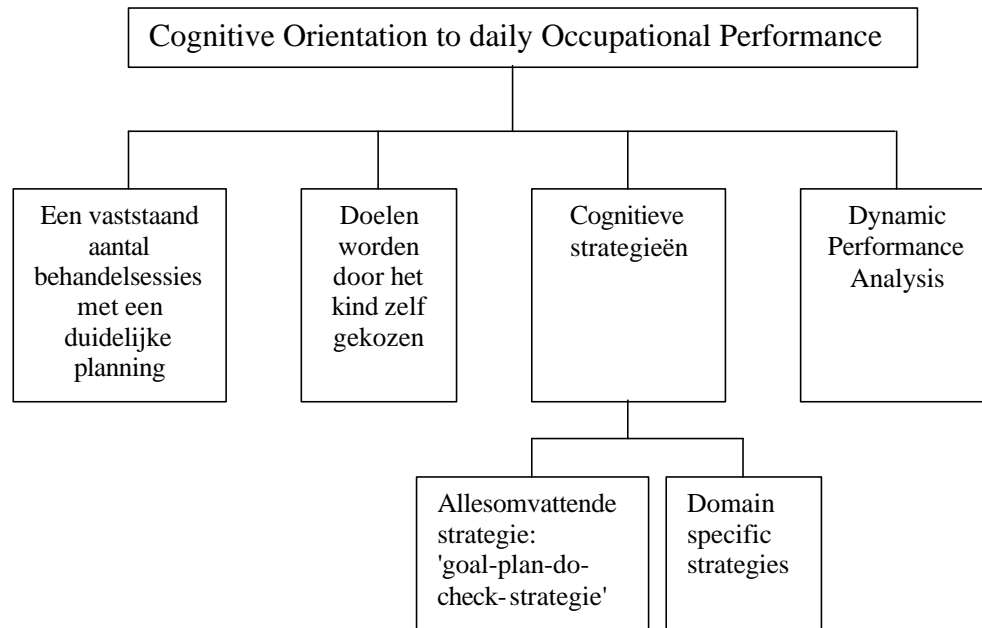 Cognitive Orientation to daily Occupational Performance
Een vaststaand
aantal
behandelsessies
met een
duidelijke
planning
Doelen
worden
door het
kind zelf
gekozen
Cognitieve
strategieën
Dynamic
Performance
Analysis
Allesomvattende
strategie:
'goal-plan-do-
check-strategie'
Domain
specific
strategies